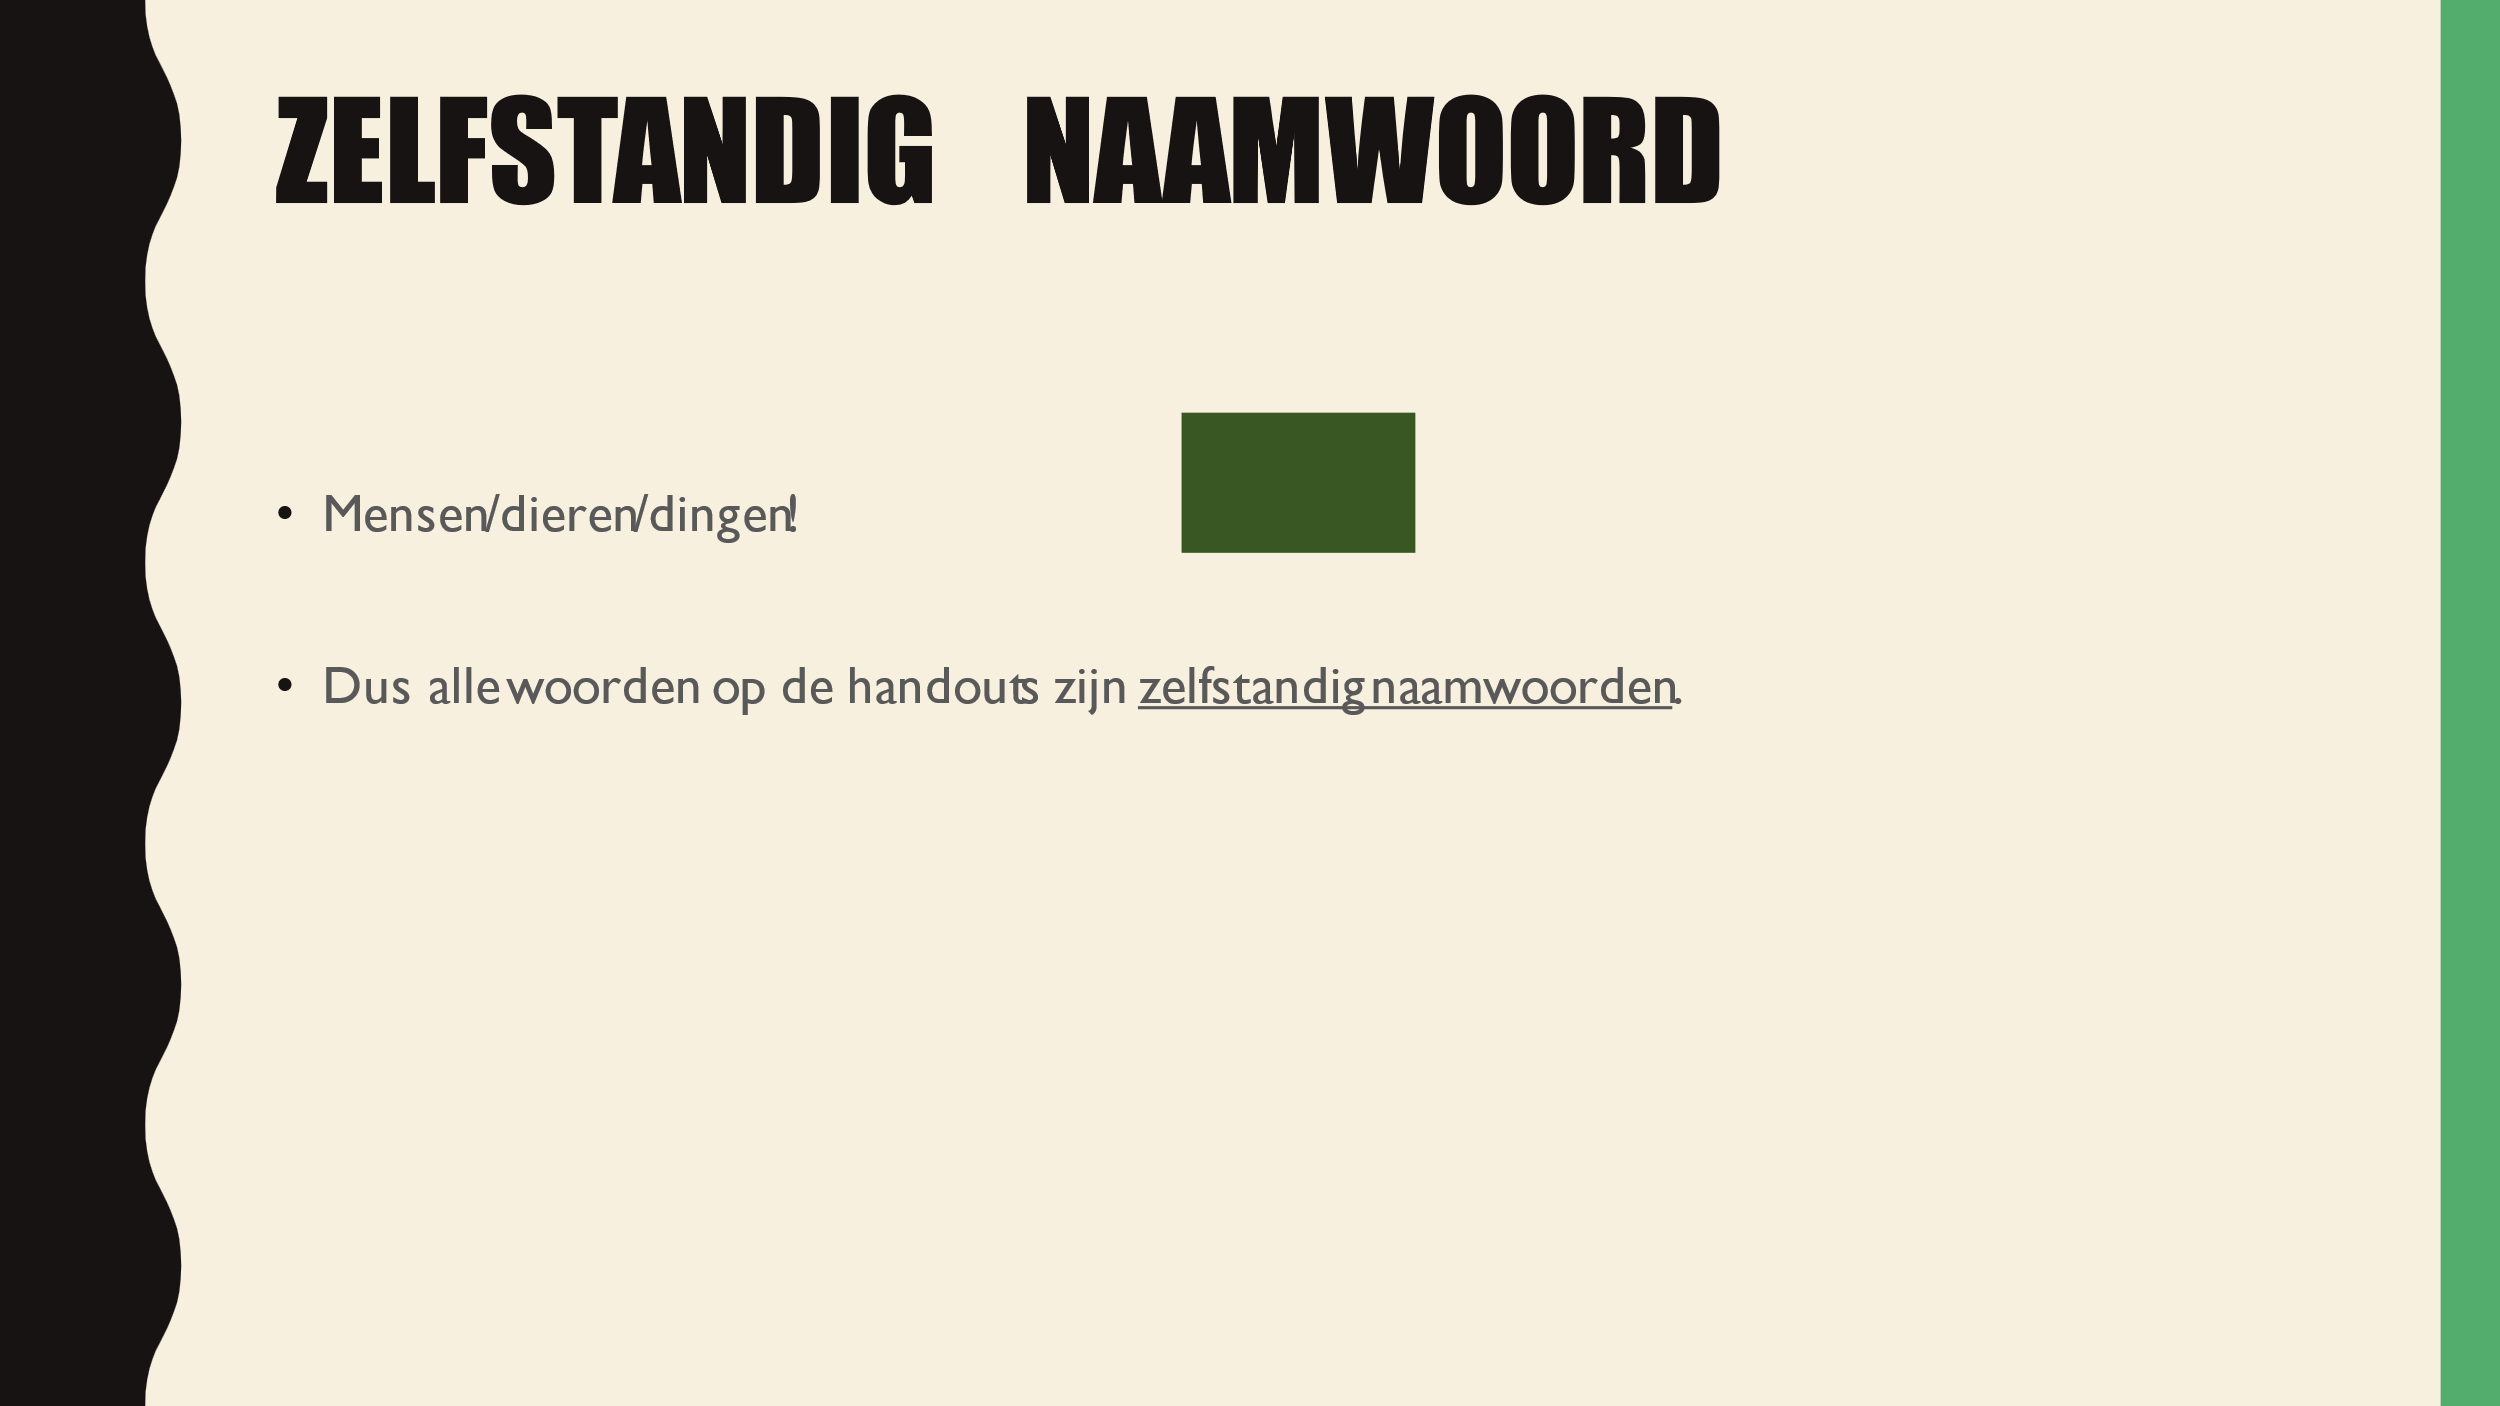 ZELFSTANDIG NAAMWOORD
• Mensen/dieren/dingen!
• Dus alle woorden op de handouts zijn zelfstandig naamwoorden.